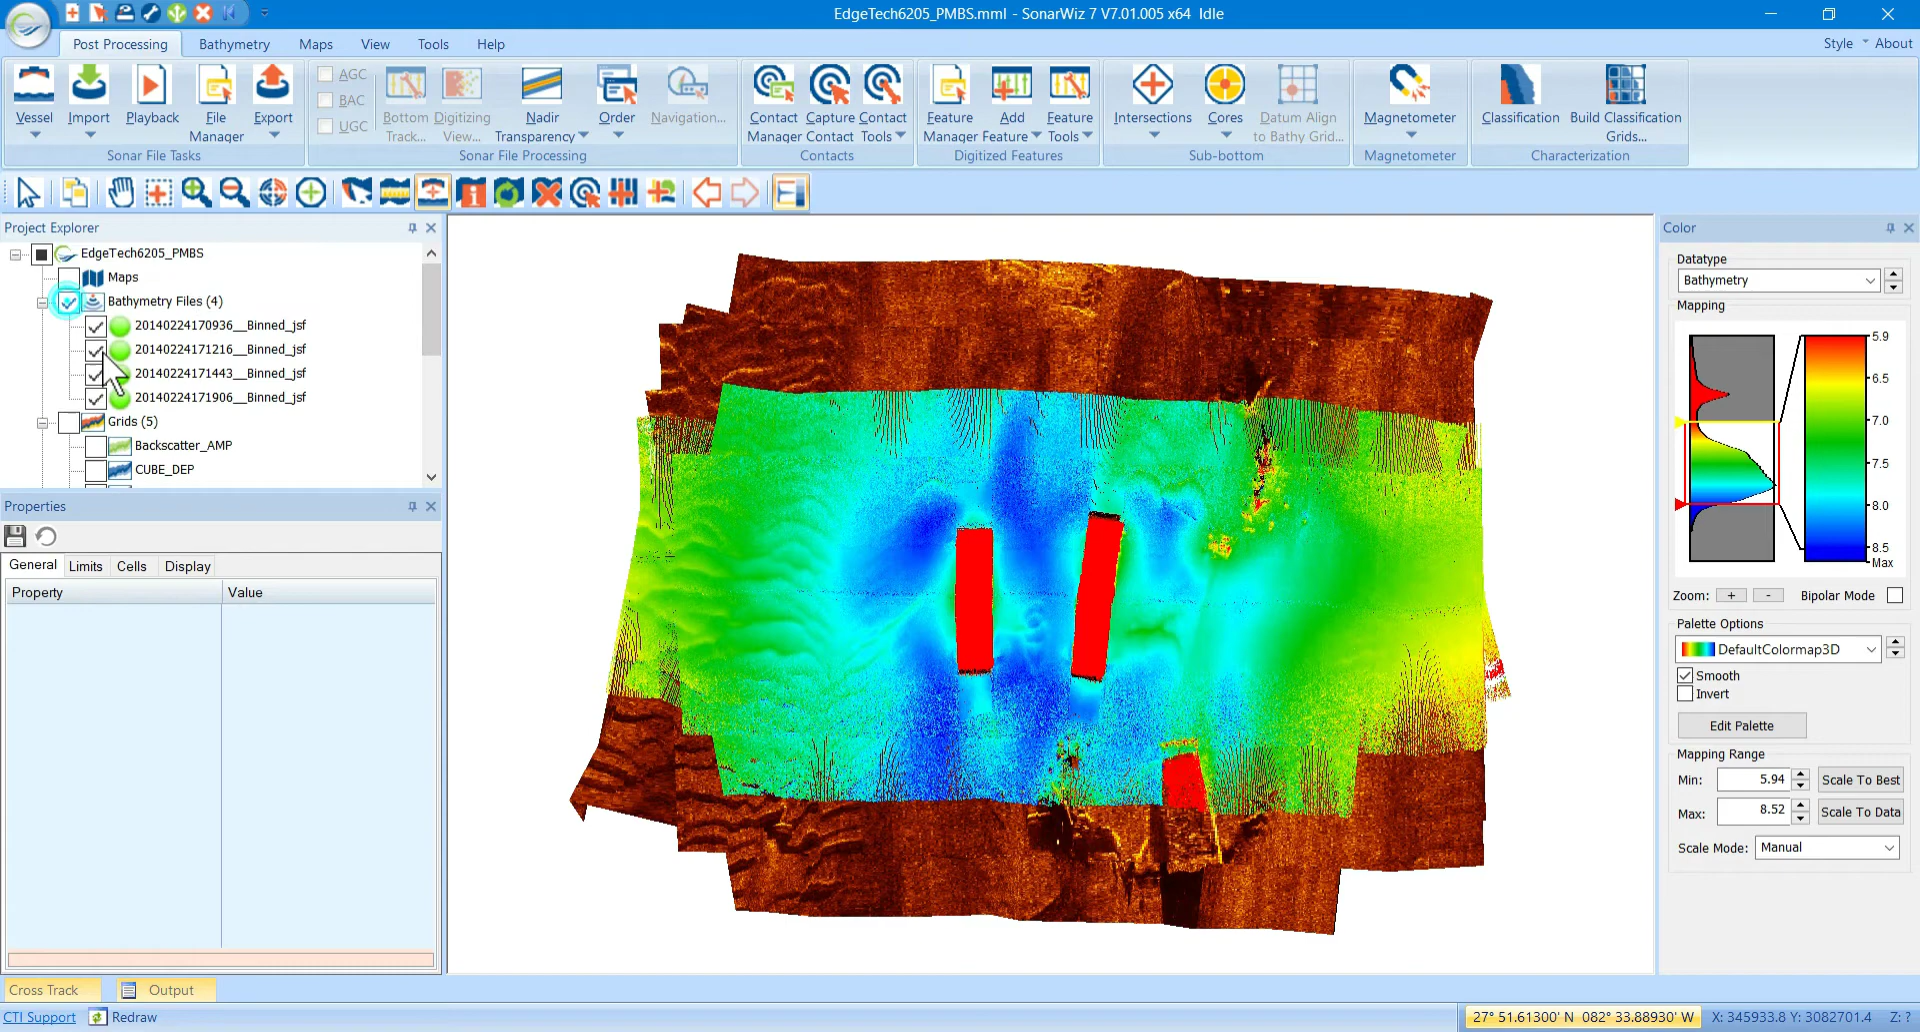 EdgeTech6205_PMBS.mml - SonarWiz 7 V7.01.005 x64 Idle
Post Processing Bathymetry Maps View Tools Help Style About
AGC
BAC
UGC
Vessel Import Playback File Manager Export
Bottom Track... Digitizing View... Nadir Transparency Order Navigation...
Contact Manager Capture Contact Contact Tools
Feature Manager Add Feature Feature Tools
Intersections Cores Datum Align to Bathy Grid...
Magnetometer
Classification Build Classification Grids...
Sonar File Tasks Sonar File Processing Contacts Digitized Features Sub-bottom Magnetometer Characterization
Project Explorer
EdgeTech6205_PMBS
Maps
Bathymetry Files (4)
20140224170936__Binned_jsf
20140224171216__Binned_jsf
20140224171443__Binned_jsf
20140224171906__Binned_jsf
Grids (5)
Backscatter_AMP
CUBE_DEP
Properties
General Limits Cells Display
Property Value
Color
Datatype
Bathymetry
Mapping
5.9
6.5
7.0
7.5
8.0
8.5
Max
Zoom: + - Bipolar Mode
Palette Options
DefaultColormap3D
Smooth
Invert
Edit Palette
Mapping Range
Min: 5.94 Scale To Best
Max: 8.52 Scale To Data
Scale Mode: Manual
Cross Track Output
CTI Support Redraw
27° 51.61300' N 082° 33.88930' W X: 345933.8 Y: 3082701.4 Z: ?